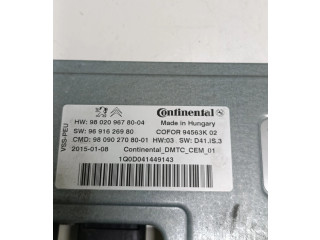 Continental
HW: 98 020 967 80-04 Made in Hungary
SW: 96 916 269 80 COFOR 94563K 02
CMD: 98 090 270 80-01 HW:03 SW: D41.IS.3
2015-01-08 Continental_DMTC_CEM_01
1Q0D041449143
VSS-PEU